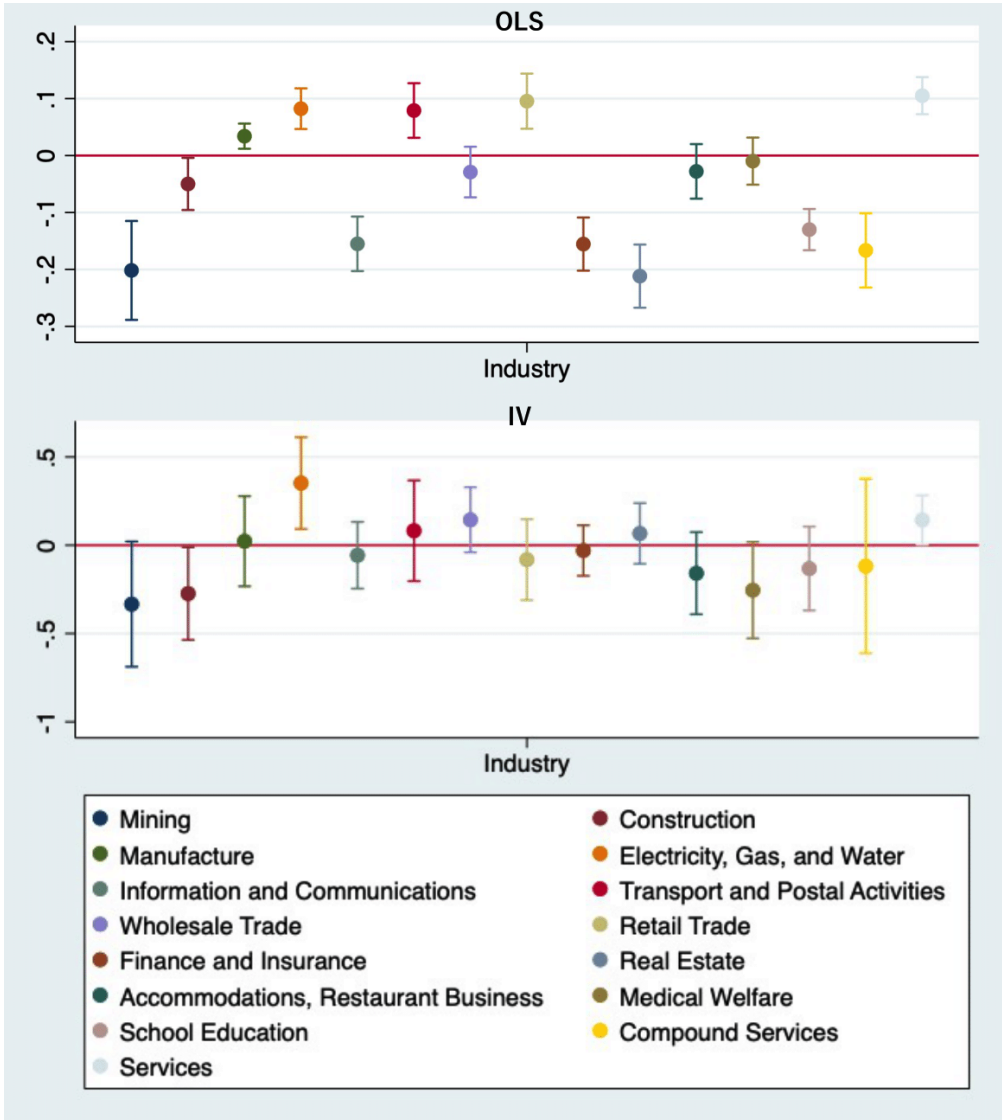 OLS
.2
.1
0
-.1
-.2
-.3
Industry
IV
.5
0
-.5
-1
Industry
Mining
Construction
Manufacture
Electricity, Gas, and Water
Information and Communications
Transport and Postal Activities
Wholesale Trade
Retail Trade
Finance and Insurance
Real Estate
Accommodations, Restaurant Business
Medical Welfare
School Education
Compound Services
Services